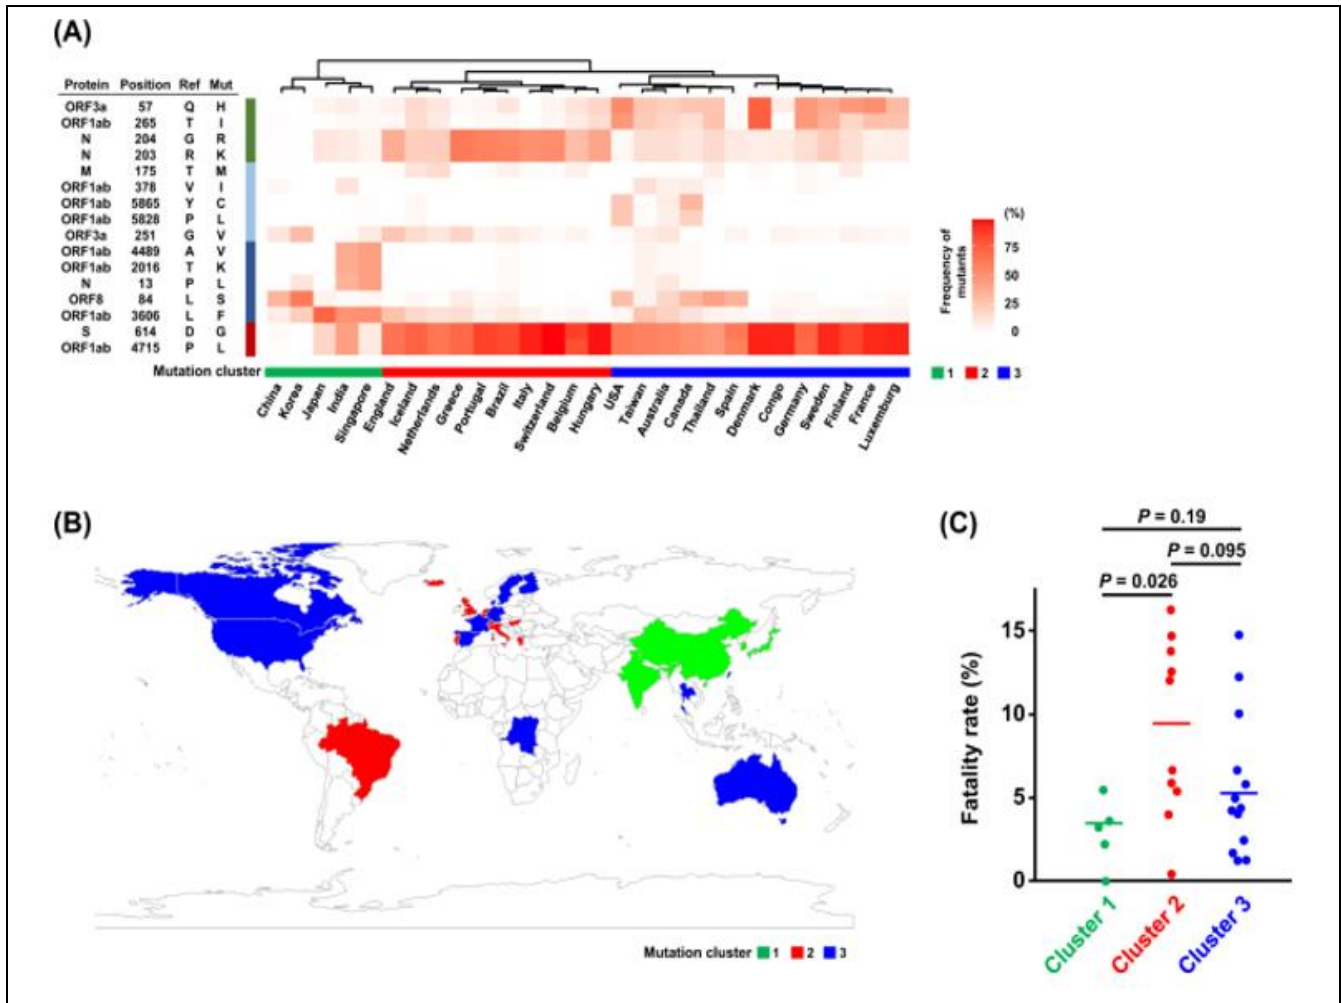 (A)
Protein Position Ref Mut
ORF3a 57 Q H
ORF1ab 265 T I
N 204 G R
N 203 R K
M 175 T M
ORF1ab 378 V I
ORF1ab 5865 Y C
ORF1ab 5828 P L
ORF3a 251 G V
ORF1ab 4489 A V
ORF1ab 2016 T K
N 13 P L
ORF8 84 L S
ORF1ab 3606 L F
S 614 D G
ORF1ab 4715 P L
Mutation cluster
China
Korea
Japan
India
Singapore
England
Iceland
Netherlands
Greece
Portugal
Brazil
Italy
Switzerland
Belgium
Hungary
USA
Taiwan
Australia
Canada
Thailand
Spain
Denmark
Congo
Germany
Sweden
Finland
France
Luxemburg
Frequency of
mutants
(%)
75
50
25
0
1 2 3
(B)
Mutation cluster 1 2 3
(C)
P = 0.19
P = 0.095
P = 0.026
Fatality rate (%)
15
10
5
0
Cluster 1
Cluster 2
Cluster 3